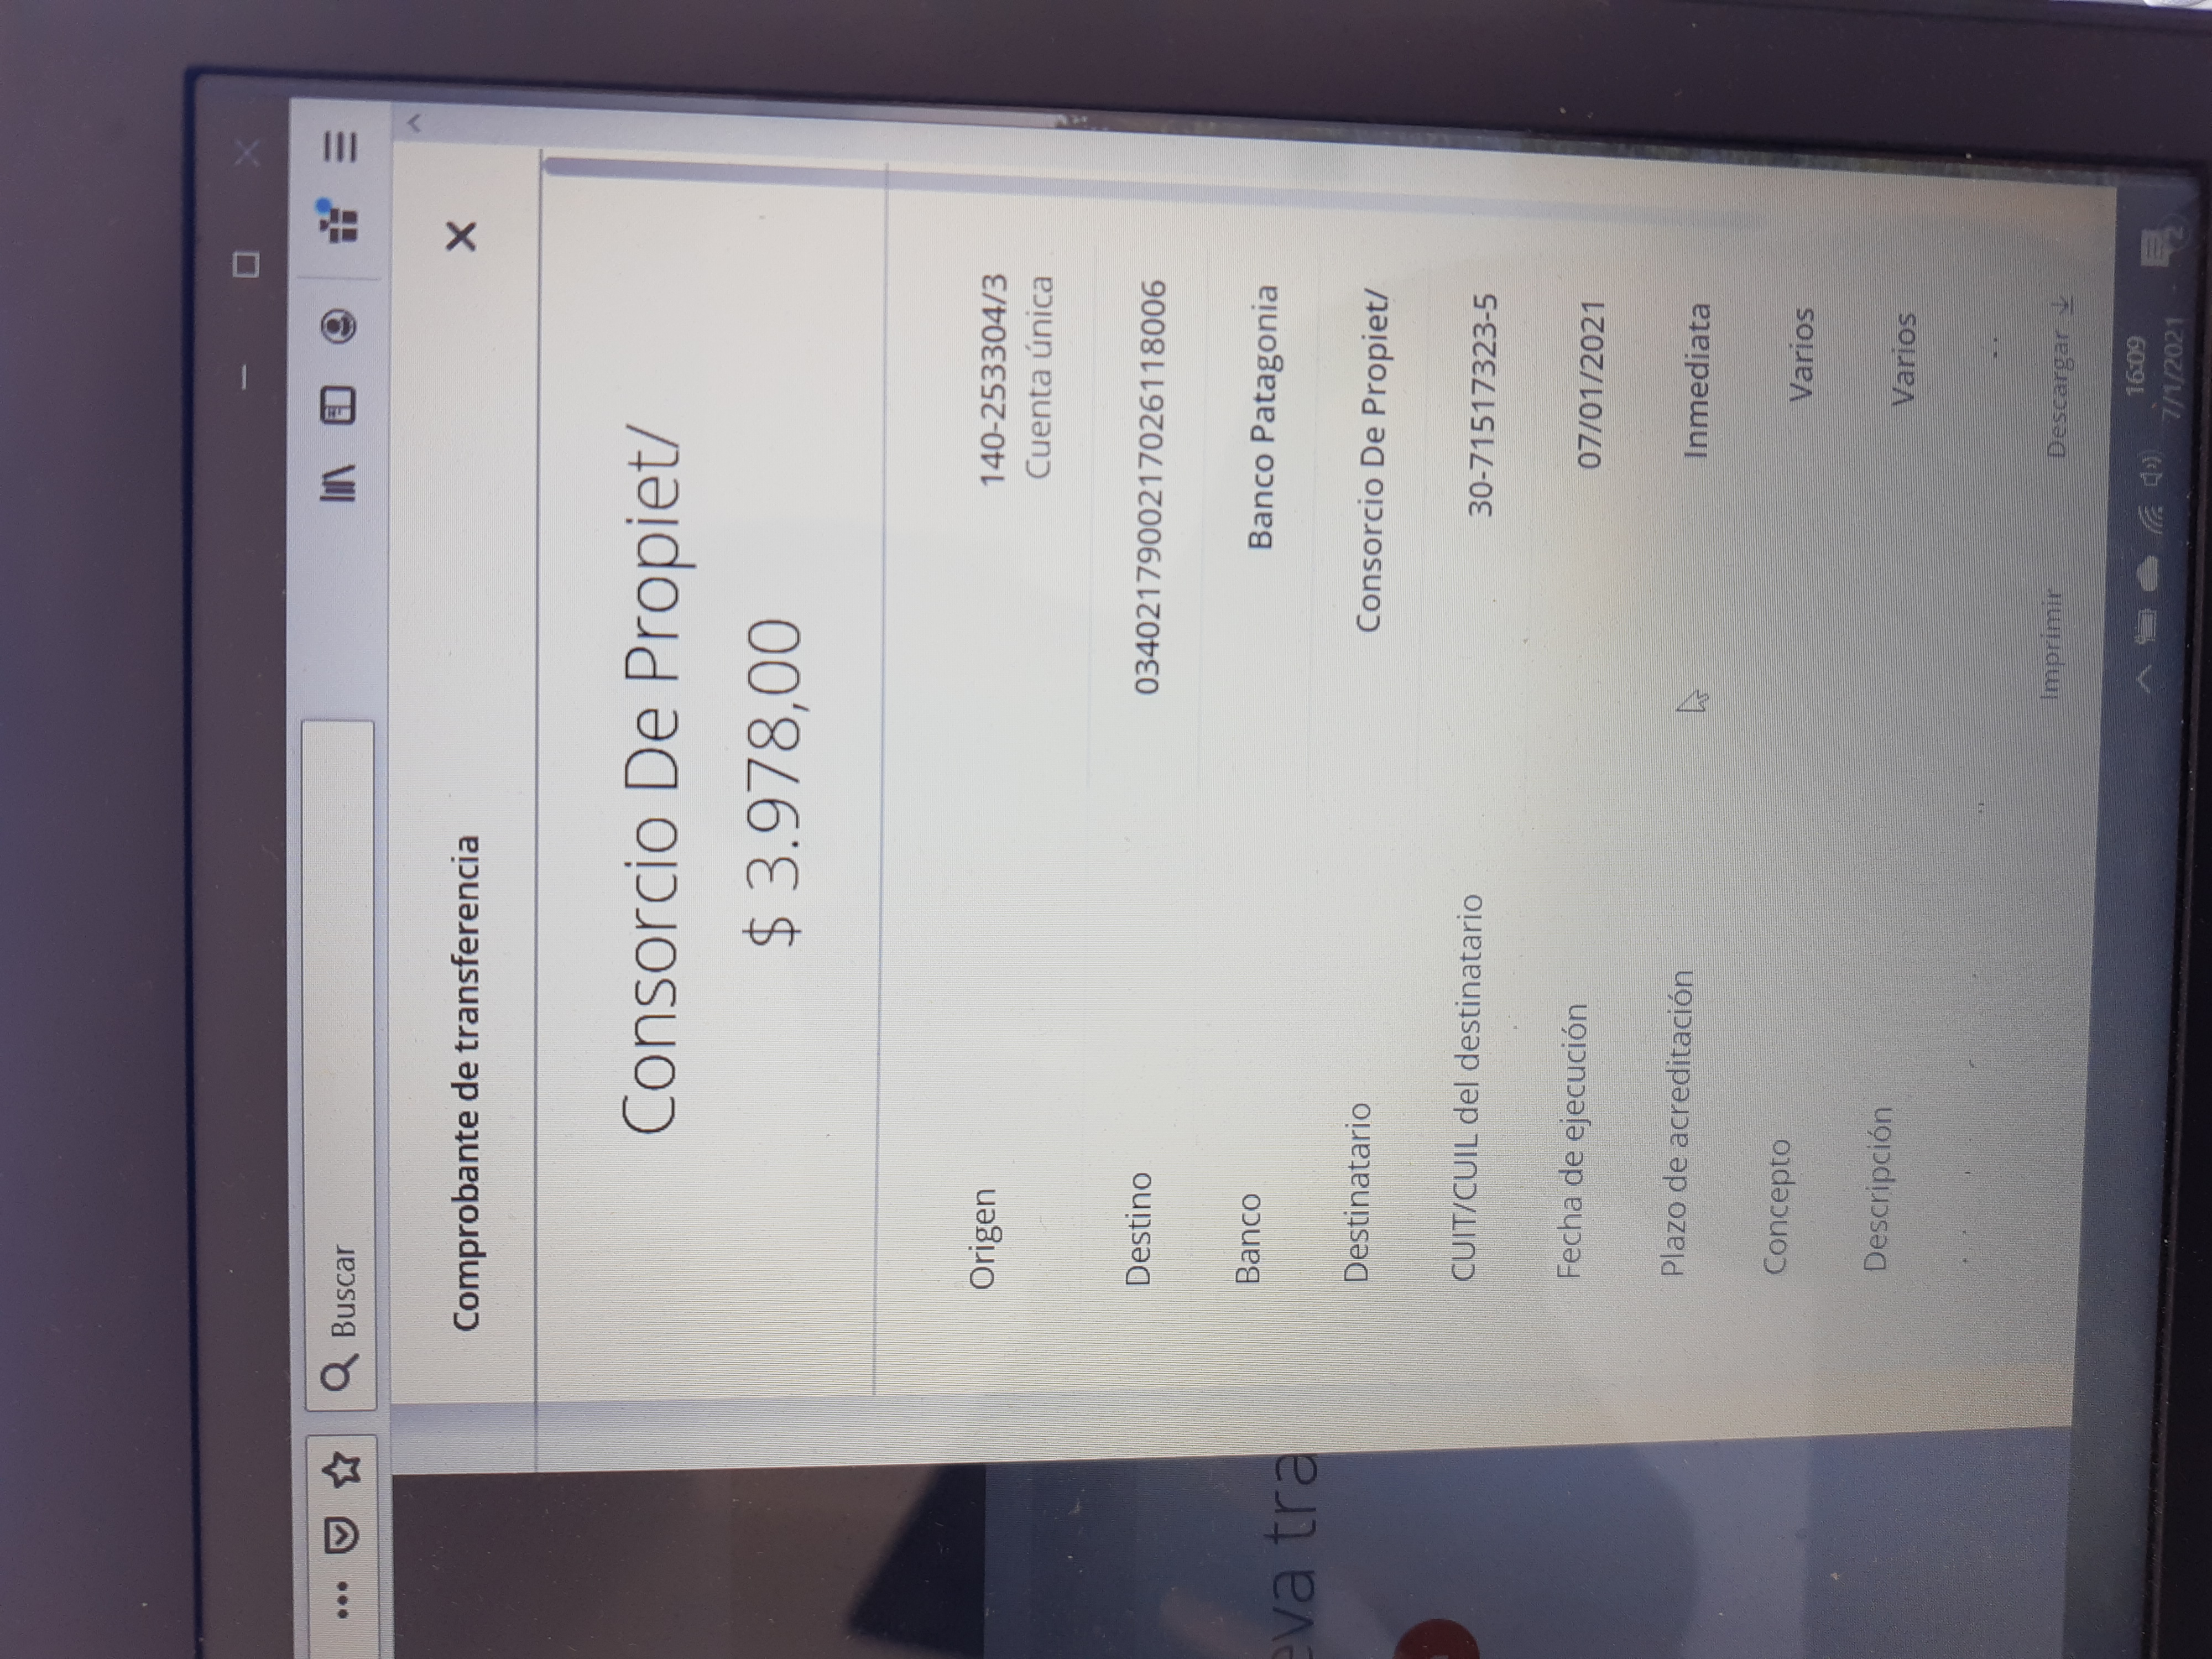 Buscar
Comprobante de transferencia
Consorcio De Propiet/
$ 3.978,00
Origen
140-253304/3
Cuenta única
Destino
0340217900217026118006
Banco
Banco Patagonia
eva tra
Destinatario
Consorcio De Propiet/
CUIT/CUIL del destinatario
30-71517323-5
Fecha de ejecución
07/01/2021
Plazo de acreditación
Inmediata
Concepto
Varios
Descripción
Varios
Imprimir
Descargar
16:09
7/1/2021
2